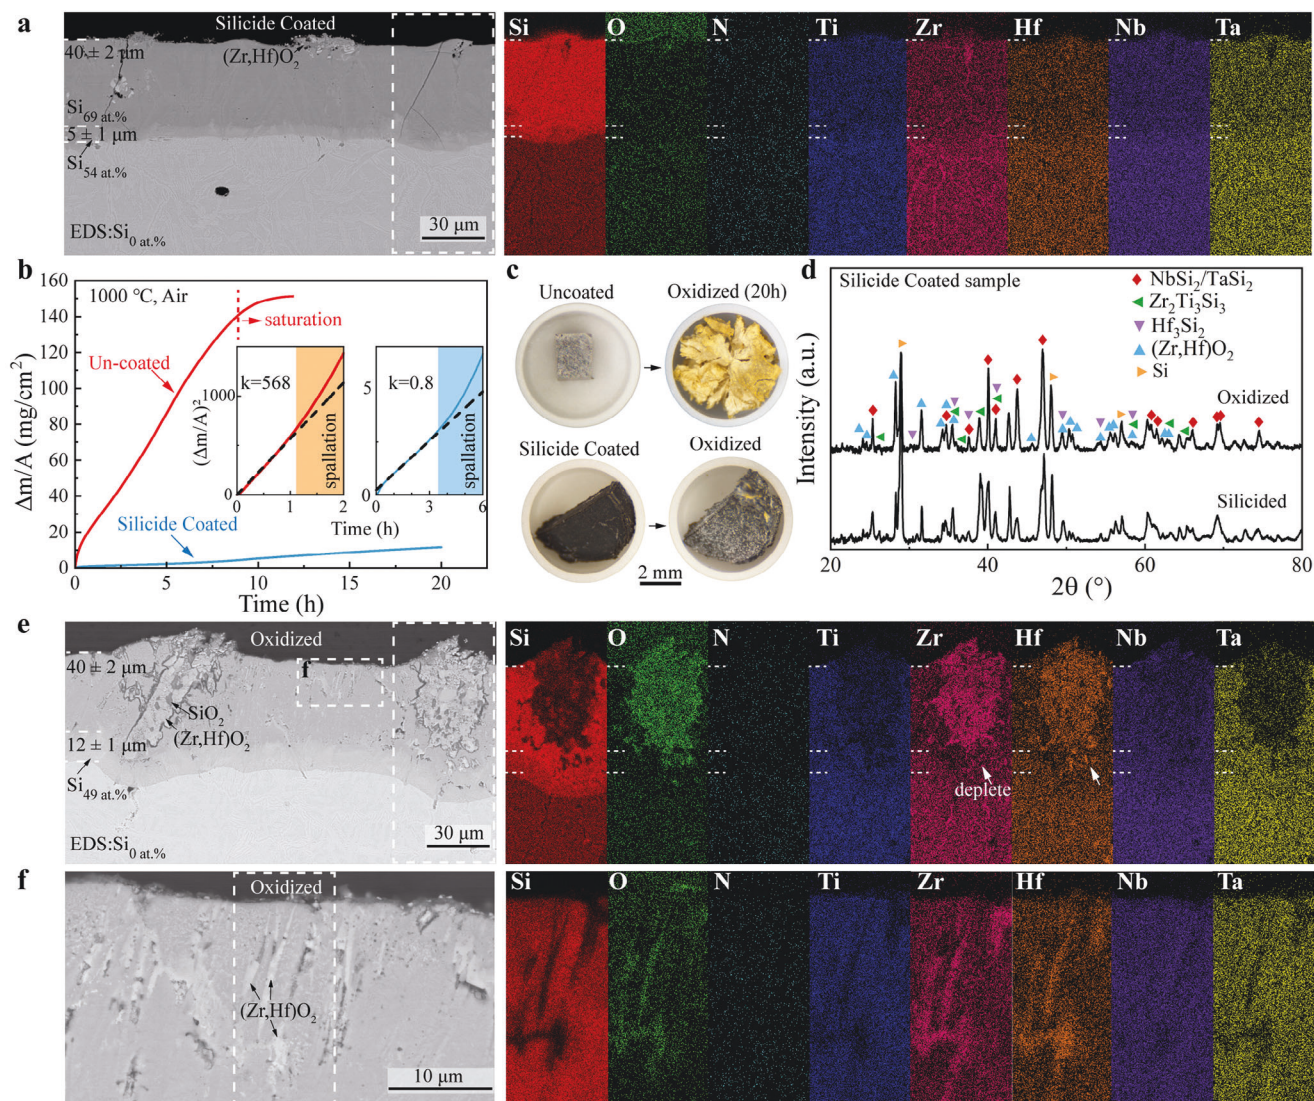 a
Silicide Coated
40 ± 2 μm
(Zr,Hf)O2
Si69 at.%
5 ± 1 μm
Si54 at.%
EDS:Si0 at.%
30 μm
Si O N Ti Zr Hf Nb Ta
b
1000 °C, Air
saturation
Un-coated
Silicide Coated
Δm/A (mg/cm2)
160
140
120
100
80
60
40
20
0
0 5 10 15 20
Time (h)
k=568
spallation
(Δm/A)2
1000
0
0 1 2
k=0.8
spallation
5
0
0 3 6
Time (h)
c
Uncoated
Oxidized (20h)
Silicide Coated
Oxidized
2 mm
d
Silicide Coated sample
NbSi2/TaSi2
Zr2Ti3Si3
Hf3Si2
(Zr,Hf)O2
Si
Oxidized
Silicided
Intensity (a.u.)
20 40 60 80
2θ (°)
e
Oxidized
40 ± 2 μm
f
SiO2
(Zr,Hf)O2
12 ± 1 μm
Si49 at.%
EDS:Si0 at.%
30 μm
Si O N Ti Zr Hf Nb Ta
deplete
f
Oxidized
(Zr,Hf)O2
10 μm
Si O N Ti Zr Hf Nb Ta